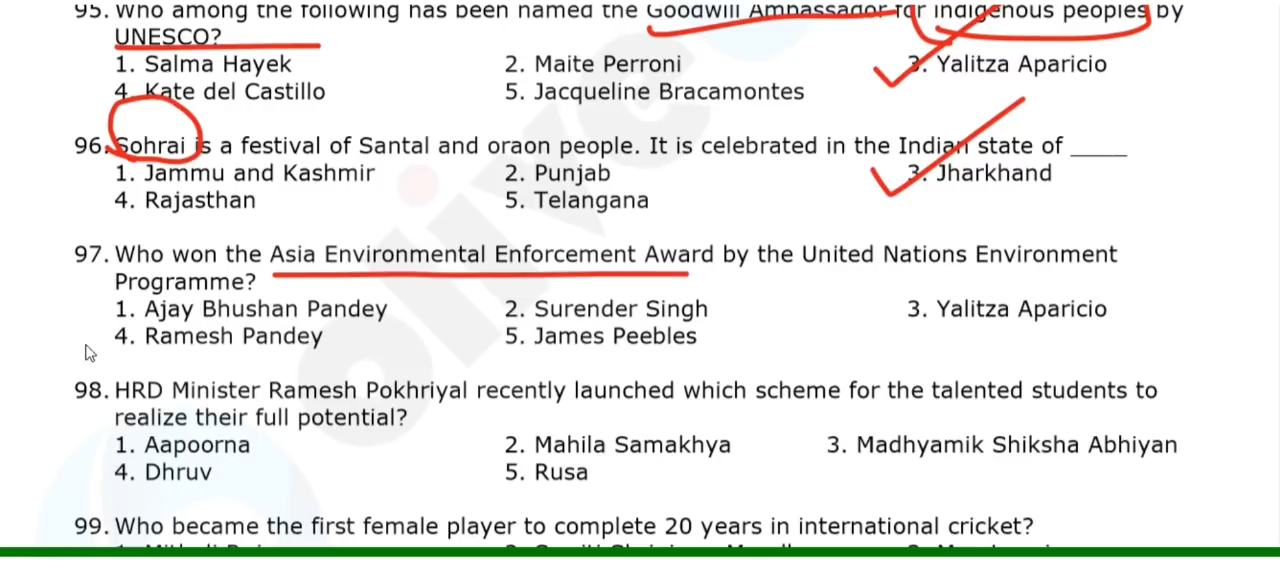 95. Who among the following has been named the Goodwill Ambassador for indigenous peoples by
UNESCO?
1. Salma Hayek 2. Maite Perroni 3. Yalitza Aparicio
4. Kate del Castillo 5. Jacqueline Bracamontes
96. Sohrai is a festival of Santal and oraon people. It is celebrated in the Indian state of ____
1. Jammu and Kashmir 2. Punjab 3. Jharkhand
4. Rajasthan 5. Telangana
97. Who won the Asia Environmental Enforcement Award by the United Nations Environment
Programme?
1. Ajay Bhushan Pandey 2. Surender Singh 3. Yalitza Aparicio
4. Ramesh Pandey 5. James Peebles
98. HRD Minister Ramesh Pokhriyal recently launched which scheme for the talented students to
realize their full potential?
1. Aapoorna 2. Mahila Samakhya 3. Madhyamik Shiksha Abhiyan
4. Dhruv 5. Rusa
99. Who became the first female player to complete 20 years in international cricket?